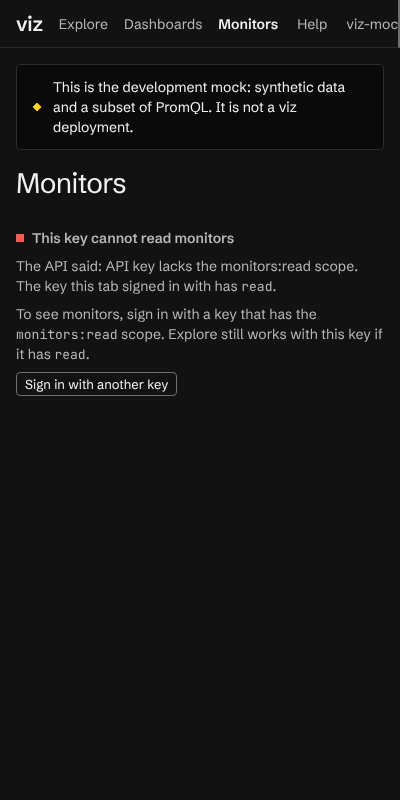 viz Explore Dashboards Monitors Help viz-moc
This is the development mock: synthetic data
and a subset of PromQL. It is not a viz
deployment.
Monitors
This key cannot read monitors
The API said: API key lacks the monitors:read scope.
The key this tab signed in with has read.
To see monitors, sign in with a key that has the
monitors:read scope. Explore still works with this key if
it has read.
Sign in with another key